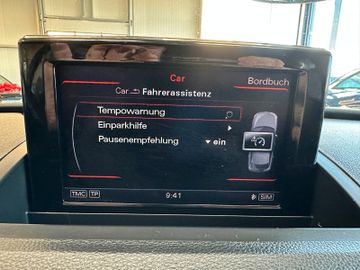 Car
Bordbuch
Car Fahrerassistenz
Tempowarnung
Einparkhilfe
Pausenempfehlung ein
TMC TP 9:41 SIM